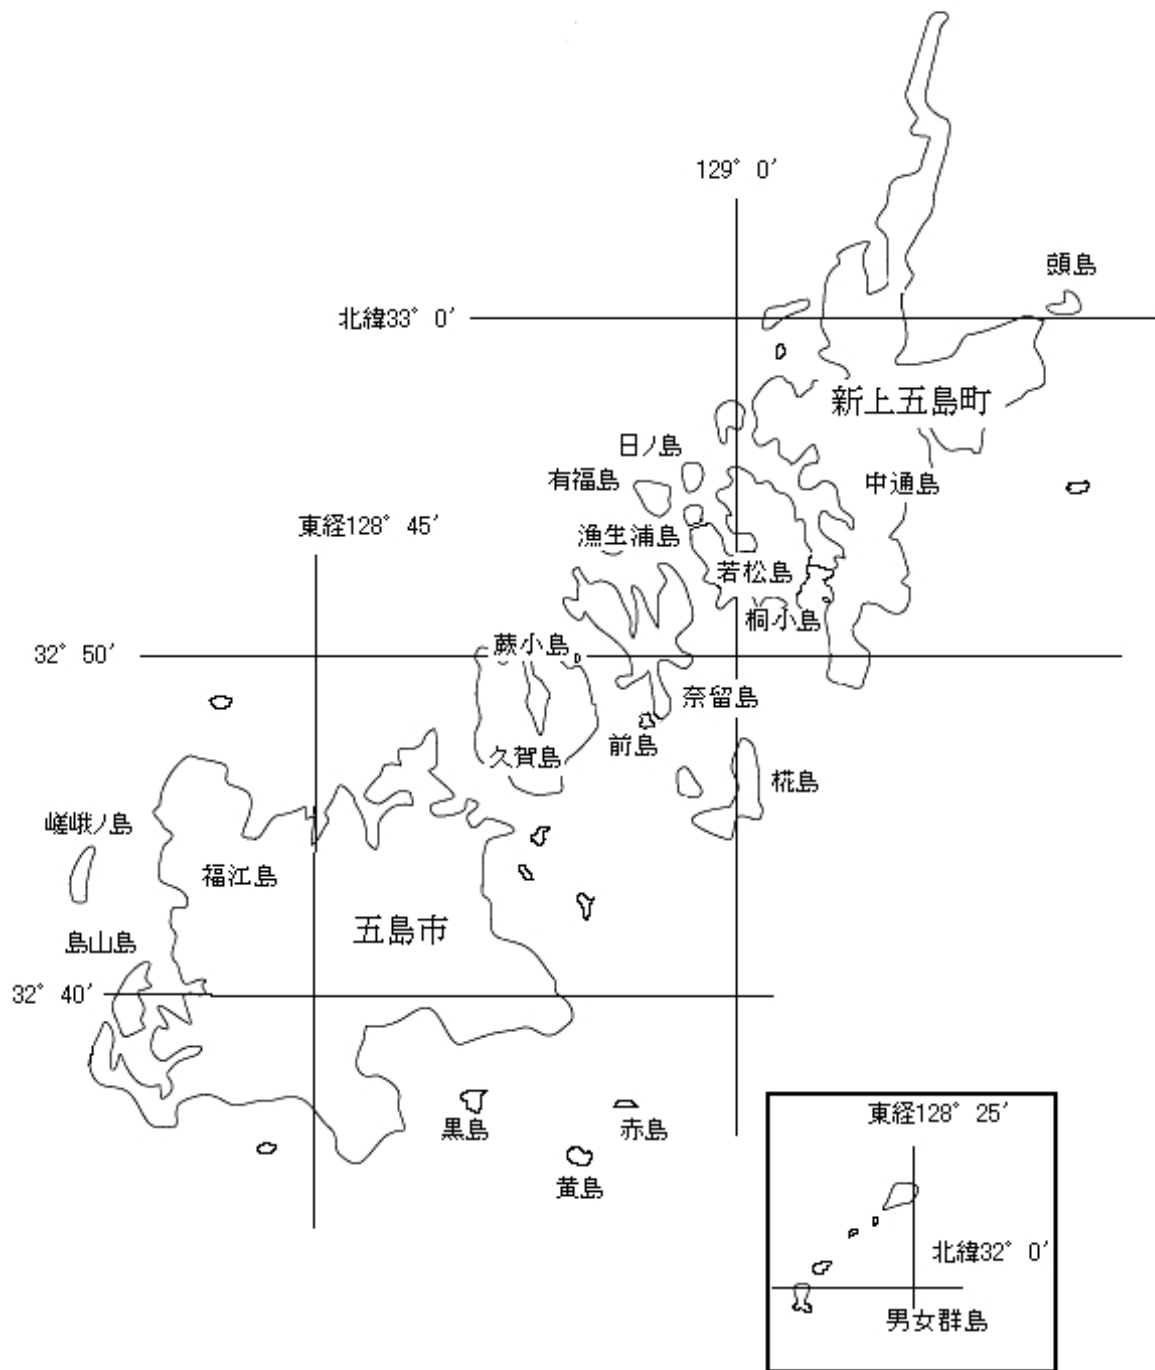 129° 0′
頭島
北緯33° 0′
新上五島町
日ノ島
有福島
中通島
東経128° 45′
漁生浦島
若松島
桐小島
蕨小島
32° 50′
奈留島
前島
久賀島
椛島
嵯峨ノ島
福江島
五島市
島山島
32° 40′
黒島
赤島
黄島
東経128° 25′
北緯32° 0′
男女群島